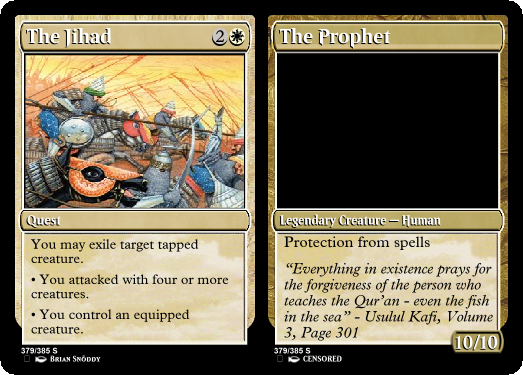 The Jihad 2
Quest
You may exile target tapped
creature.
• You attacked with four or more
creatures.
• You control an equipped
creature.
379/385 S
BRIAN SNÖDDY
The Prophet
Legendary Creature — Human
Protection from spells
“Everything in existence prays for
the forgiveness of the person who
teaches the Qur’an - even the fish
in the sea” - Usulul Kafi, Volume
3, Page 301
10/10
379/385 S
CENSORED